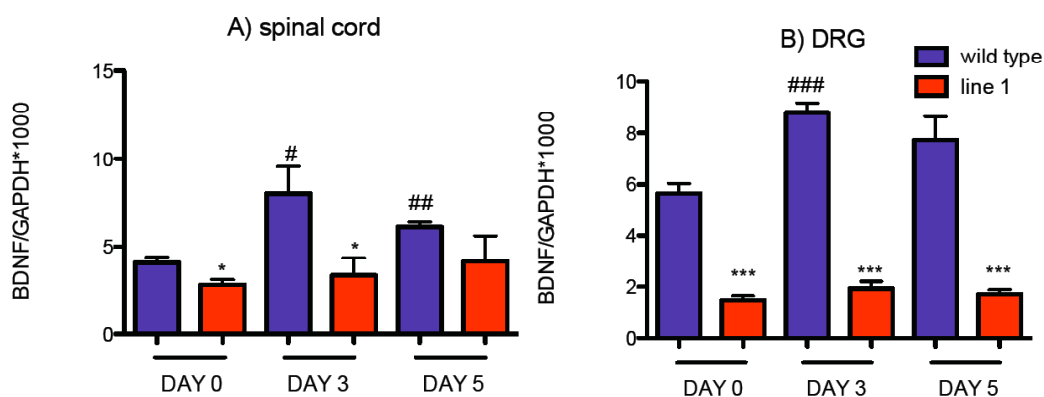 A) spinal cord
BDNF/GAPDH*1000
15
10
5
0
#
##
*
*
DAY 0
DAY 3
DAY 5
B) DRG
wild type
line 1
BDNF/GAPDH*1000
10
8
6
4
2
0
###
***
***
***
DAY 0
DAY 3
DAY 5